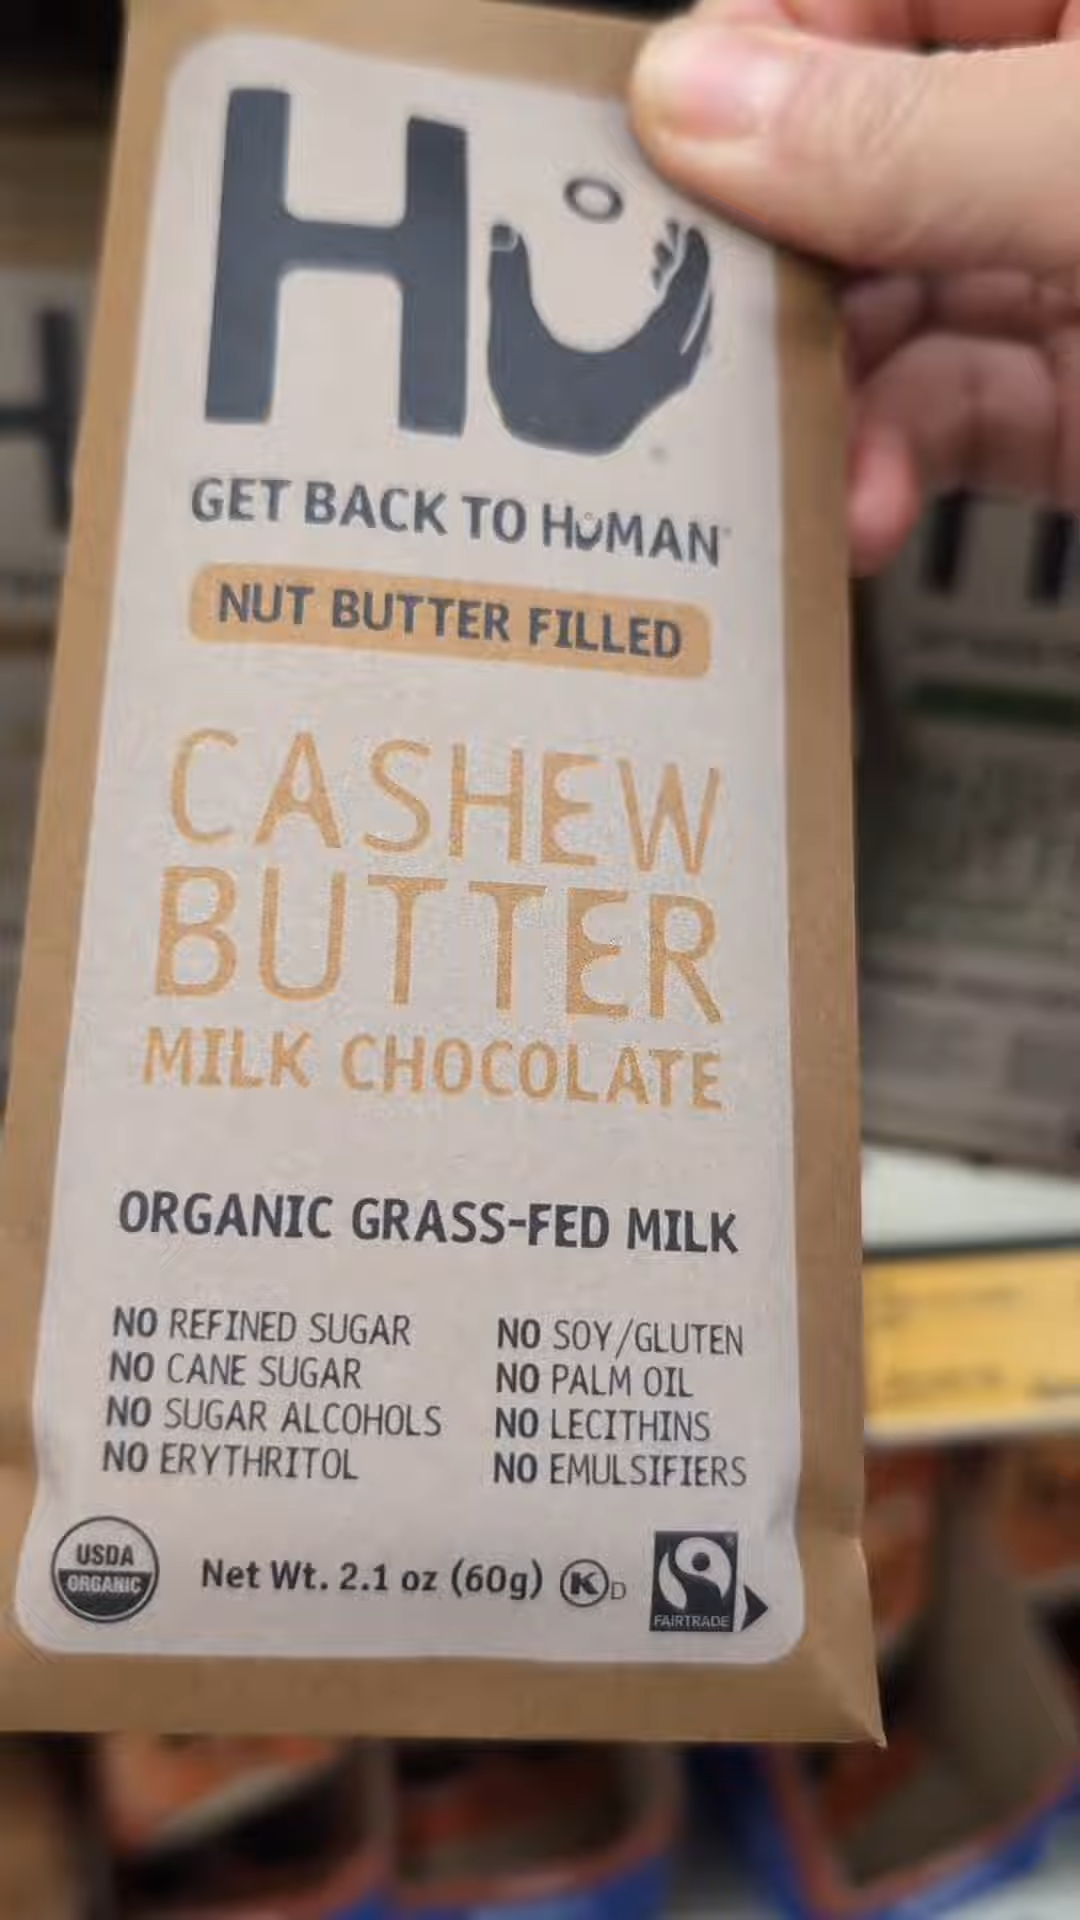 HU
GET BACK TO HUMAN
NUT BUTTER FILLED
CASHEW
BUTTER
MILK CHOCOLATE
ORGANIC GRASS-FED MILK
NO REFINED SUGAR
NO CANE SUGAR
NO SUGAR ALCOHOLS
NO ERYTHRITOL
NO SOY/GLUTEN
NO PALM OIL
NO LECITHINS
NO EMULSIFIERS
USDA
ORGANIC
Net Wt. 2.1 oz (60g)
K D
FAIRTRADE